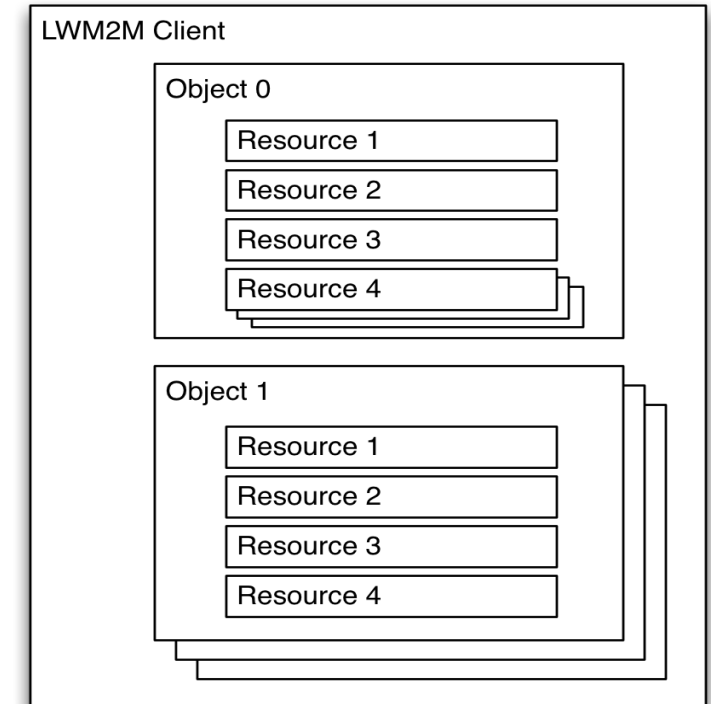 LWM2M Client
Object 0
Resource 1
Resource 2
Resource 3
Resource 4
Object 1
Resource 1
Resource 2
Resource 3
Resource 4